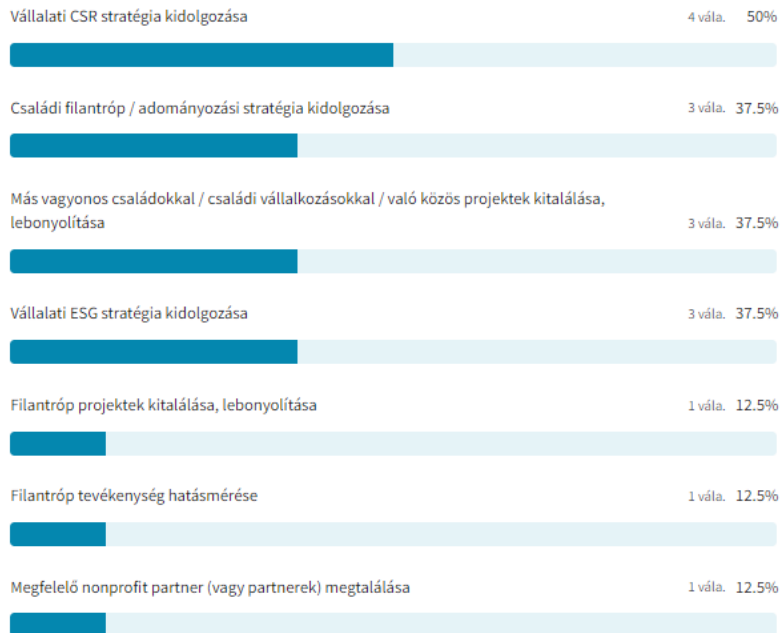 Vállalati CSR stratégia kidolgozása 4 vála. 50%
Családi filantróp / adományozási stratégia kidolgozása 3 vála. 37.5%
Más vagyonos családokkal / családi vállalkozásokkal / való közös projektek kitalálása,
lebonyolítása 3 vála. 37.5%
Vállalati ESG stratégia kidolgozása 3 vála. 37.5%
Filantróp projektek kitalálása, lebonyolítása 1 vála. 12.5%
Filantróp tevékenység hatásmérése 1 vála. 12.5%
Megfelelő nonprofit partner (vagy partnerek) megtalálása 1 vála. 12.5%